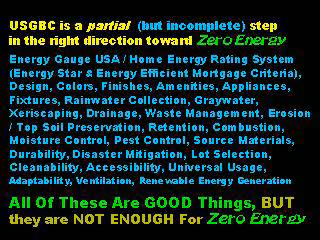 USGBC is a partial (but incomplete) step
in the right direction toward Zero Energy
Energy Gauge USA / Home Energy Rating System
(Energy Star & Energy Efficient Mortgage Criteria),
Design, Colors, Finishes, Amenities, Appliances,
Fixtures, Rainwater Collection, Graywater,
Xeriscaping, Drainage, Waste Management, Erosion
/ Top Soil Preservation, Retention, Combustion,
Moisture Control, Pest Control, Source Materials,
Durability, Disaster Mitigation, Lot Selection,
Cleanability, Accessibility, Universal Usage,
Adaptability, Ventilation, Renewable Energy Generation
All Of These Are GOOD Things, BUT
they are NOT ENOUGH For Zero Energy